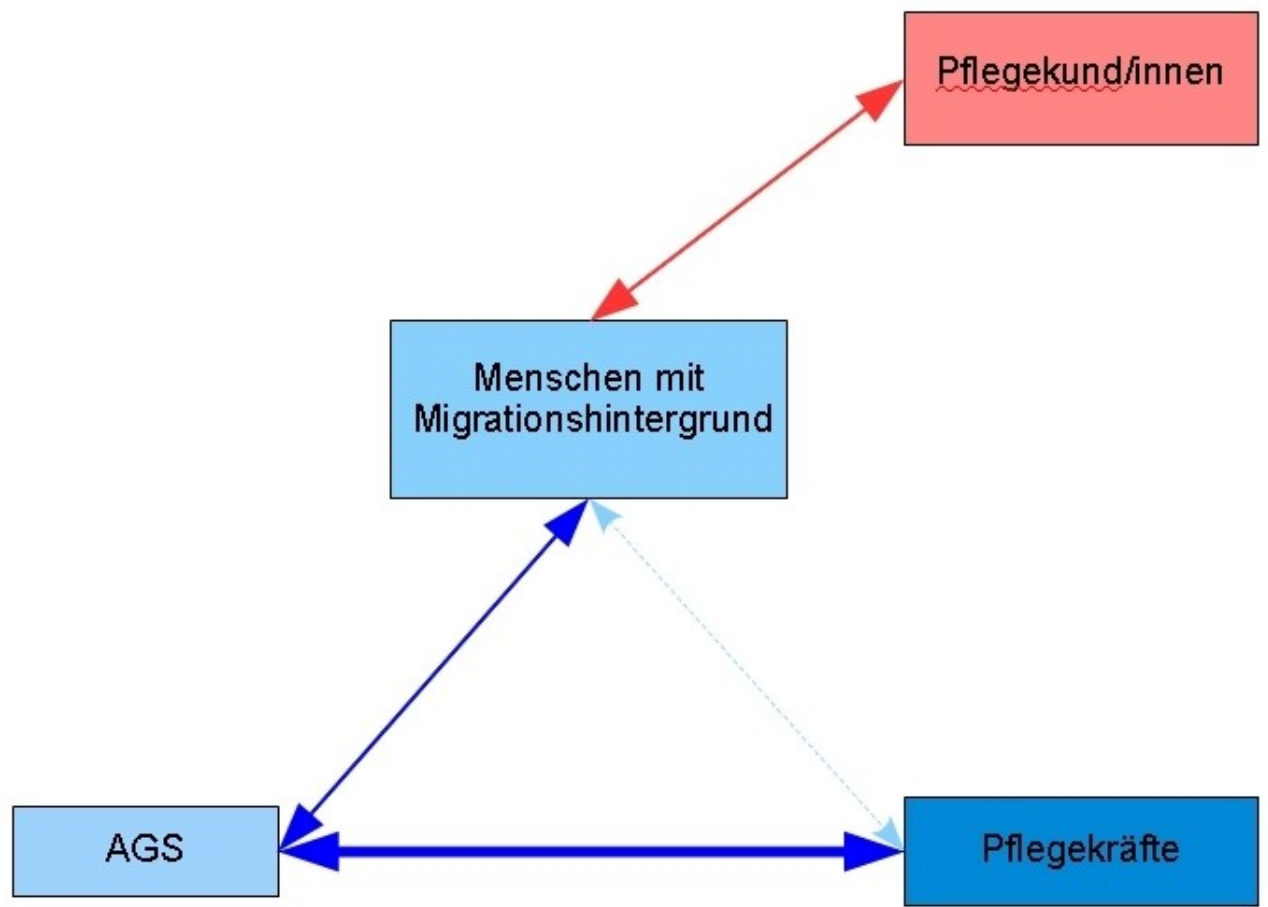 Pflegekund/innen
Menschen mit
Migrationshintergrund
AGS
Pflegekräfte